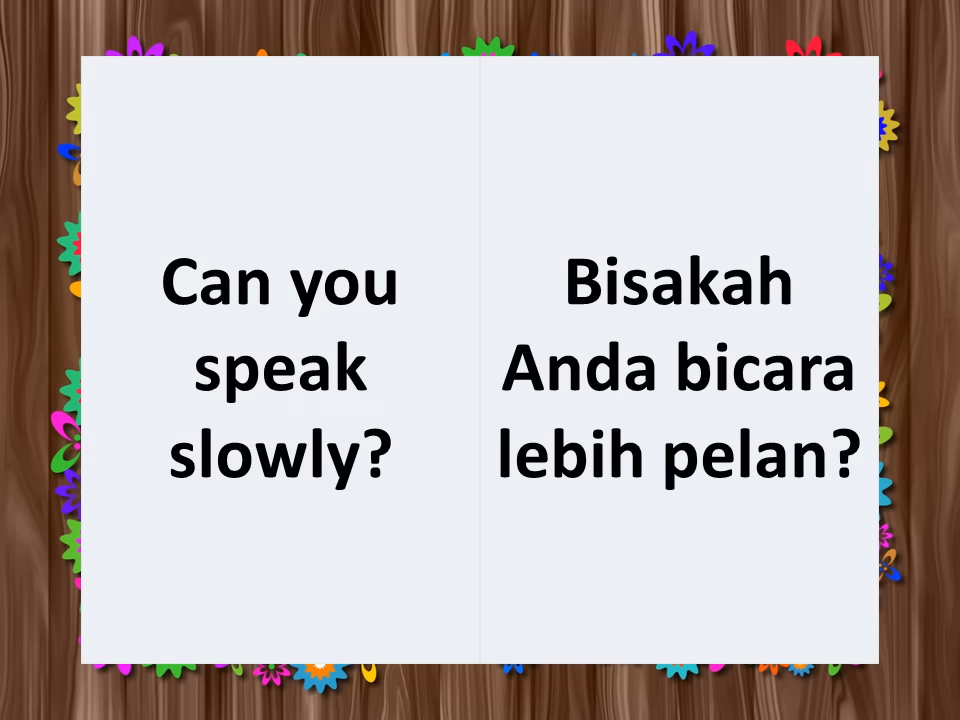 Can you
speak
slowly?
Bisakah
Anda bicara
lebih pelan?